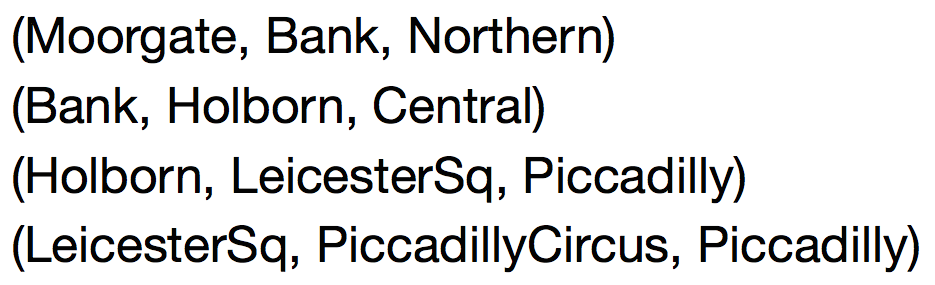 (Moorgate, Bank, Northern)
(Bank, Holborn, Central)
(Holborn, LeicesterSq, Piccadilly)
(LeicesterSq, PiccadillyCircus, Piccadilly)